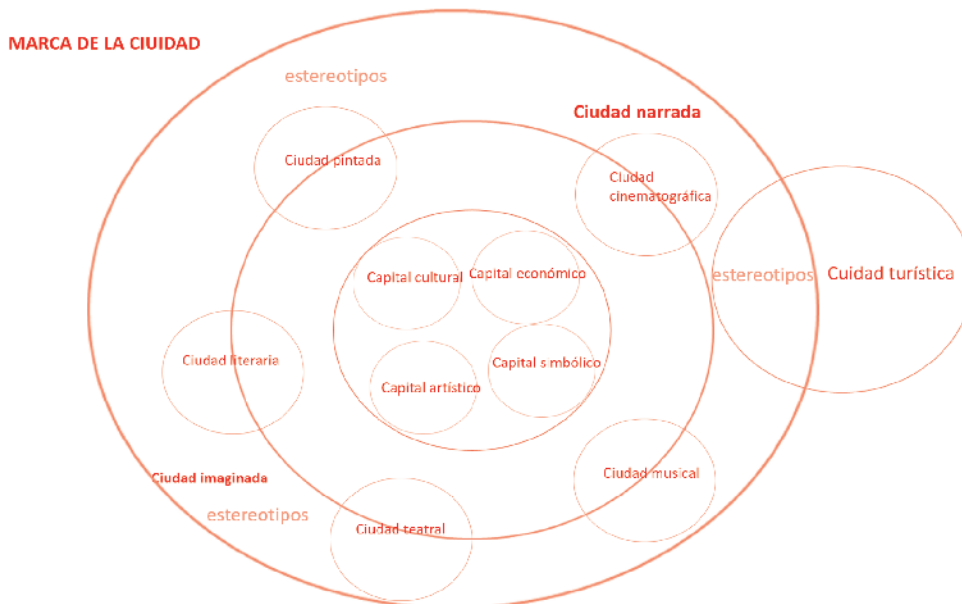 MARCA DE LA CIUIDAD
estereotipos
Ciudad narrada
Ciudad pintada
Ciudad
cinematográfica
Capital cultural
Capital económico
estereotipos
Cuidad turística
Ciudad literaria
Capital artístico
Capital simbólico
Ciudad imaginada
Ciudad musical
estereotipos
Ciudad teatral